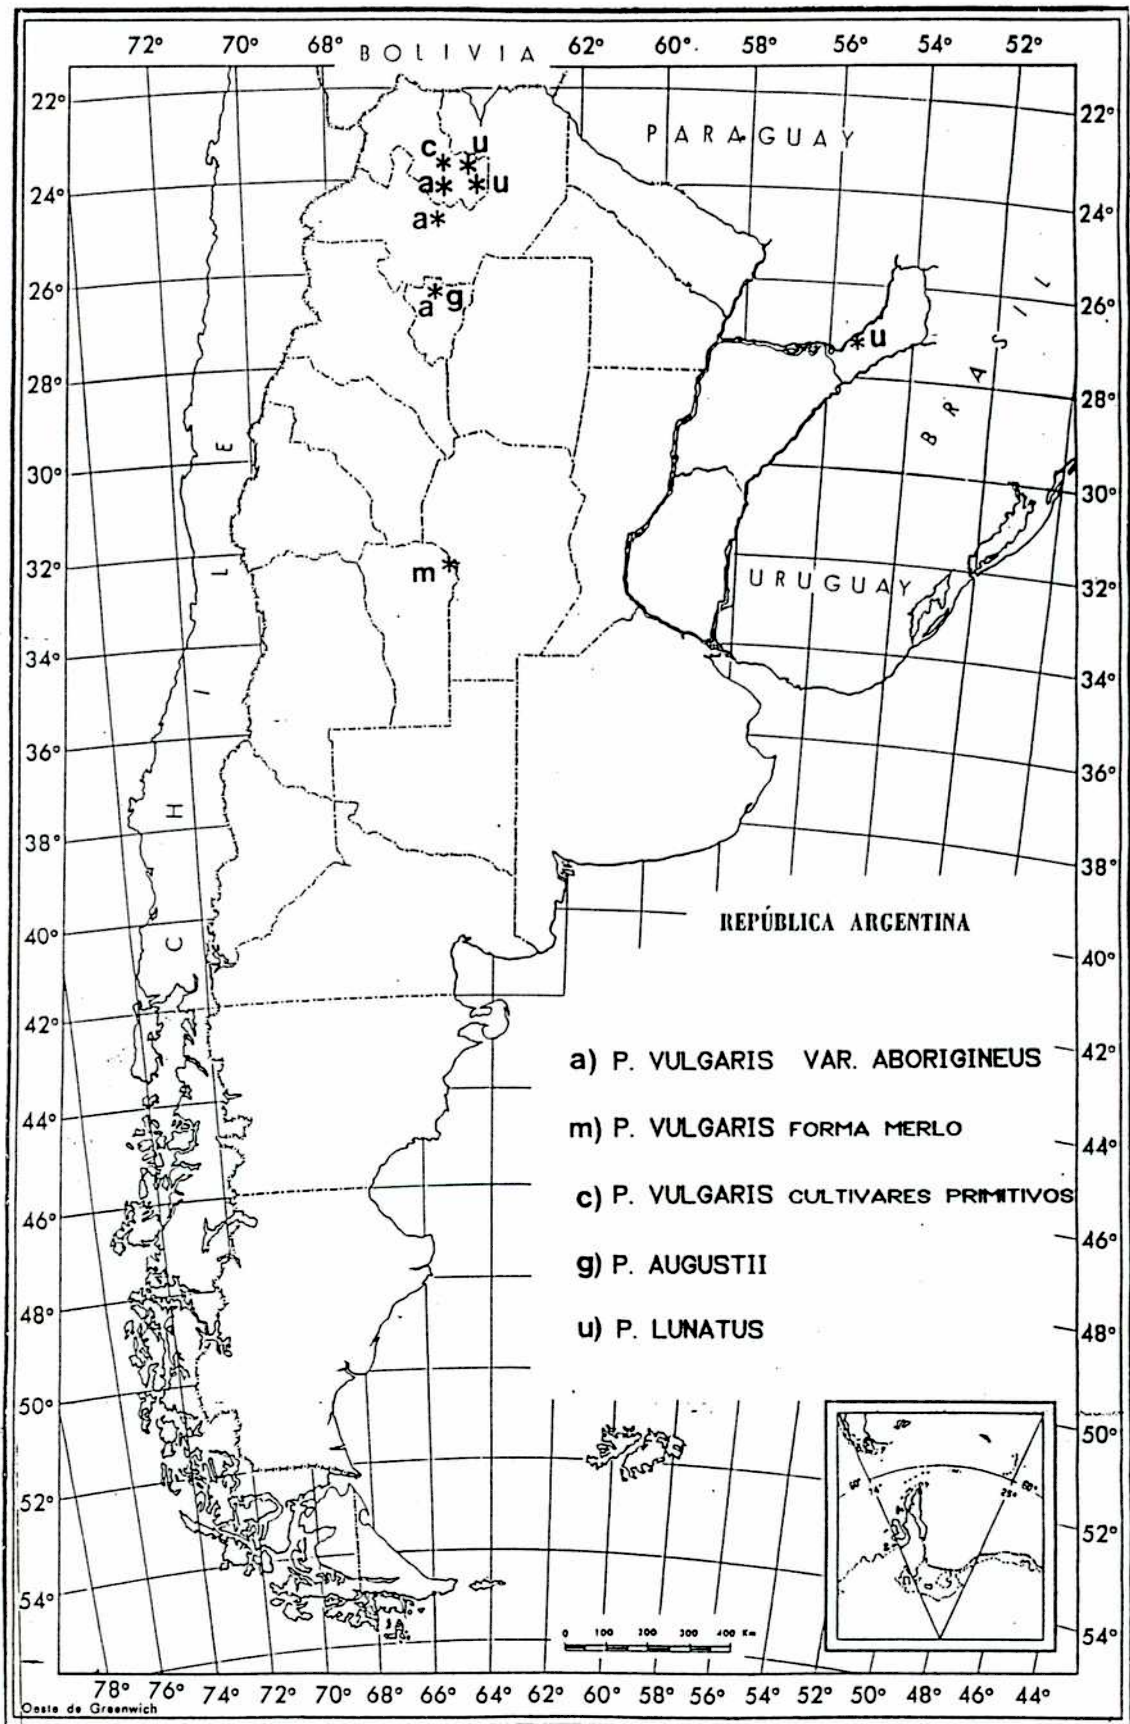 72° 70° 68° 62° 60° 58° 56° 54° 52°
BOLIVIA
22° 22°
PARAGUAY
c u
a u
24° 24°
a
26° 26°
a g
u
BRASIL
28° 28°
30° 30°
CHILE
m
32° 32°
URUGUAY
34° 34°
36° 36°
38° 38°
REPÚBLICA ARGENTINA
40° 40°
42° 42°
a) P. VULGARIS VAR. ABORIGINEUS
m) P. VULGARIS FORMA MERLO
44° 44°
c) P. VULGARIS CULTIVARES PRIMITIVOS
46° 46°
g) P. AUGUSTII
48° 48°
u) P. LUNATUS
50° 50°
60° 74° 25° 60°
52° 52°
54° 54°
0 100 200 300 400 Km
78° 76° 74° 72° 70° 68° 66° 64° 62° 60° 58° 56° 54° 52° 50° 48° 46° 44°
Oeste de Greenwich